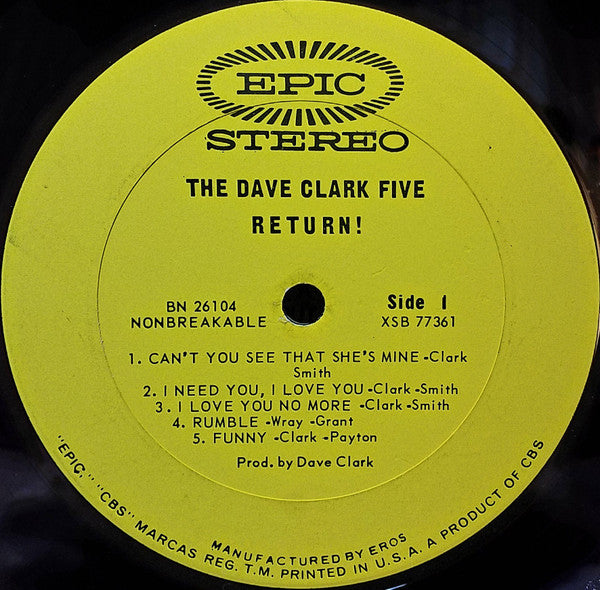 EPIC
STEREO
THE DAVE CLARK FIVE
RETURN!
BN 26104
NONBREAKABLE
Side 1
XSB 77361
1. CAN'T YOU SEE THAT SHE'S MINE -Clark
Smith
2. I NEED YOU, I LOVE YOU -Clark -Smith
3. I LOVE YOU NO MORE -Clark -Smith
4. RUMBLE -Wray -Grant
5. FUNNY -Clark -Payton
Prod. by Dave Clark
MANUFACTURED BY EROS
"EPIC," "CBS" MARCAS REG. T.M. PRINTED IN U.S.A. A PRODUCT OF CBS